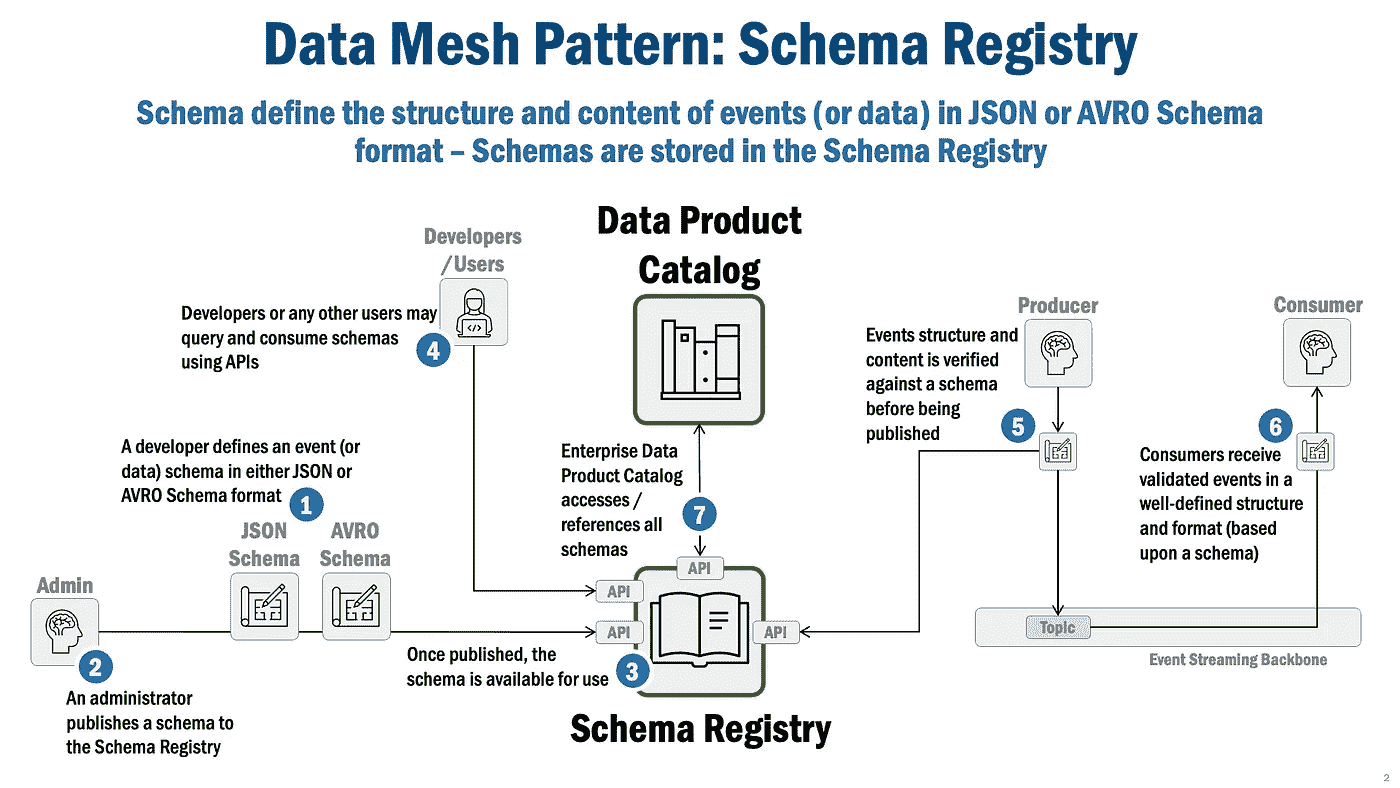 Data Mesh Pattern: Schema Registry
Schema define the structure and content of events (or data) in JSON or AVRO Schema
format – Schemas are stored in the Schema Registry
Data Product
Catalog
Developers
/Users
Developers or any other users may
query and consume schemas
using APIs
4
Producer
Consumer
Events structure and
content is verified
against a schema
before being
published
5
6
Consumers receive
validated events in a
well-defined structure
and format (based
upon a schema)
A developer defines an event (or
data) schema in either JSON or
AVRO Schema format
1
JSON
Schema
AVRO
Schema
Enterprise Data
Product Catalog
accesses /
references all
schemas
7
Admin
2
An administrator
publishes a schema to
the Schema Registry
API
API
API
API
Once published, the
schema is available for use
3
Topic
Event Streaming Backbone
Schema Registry
2